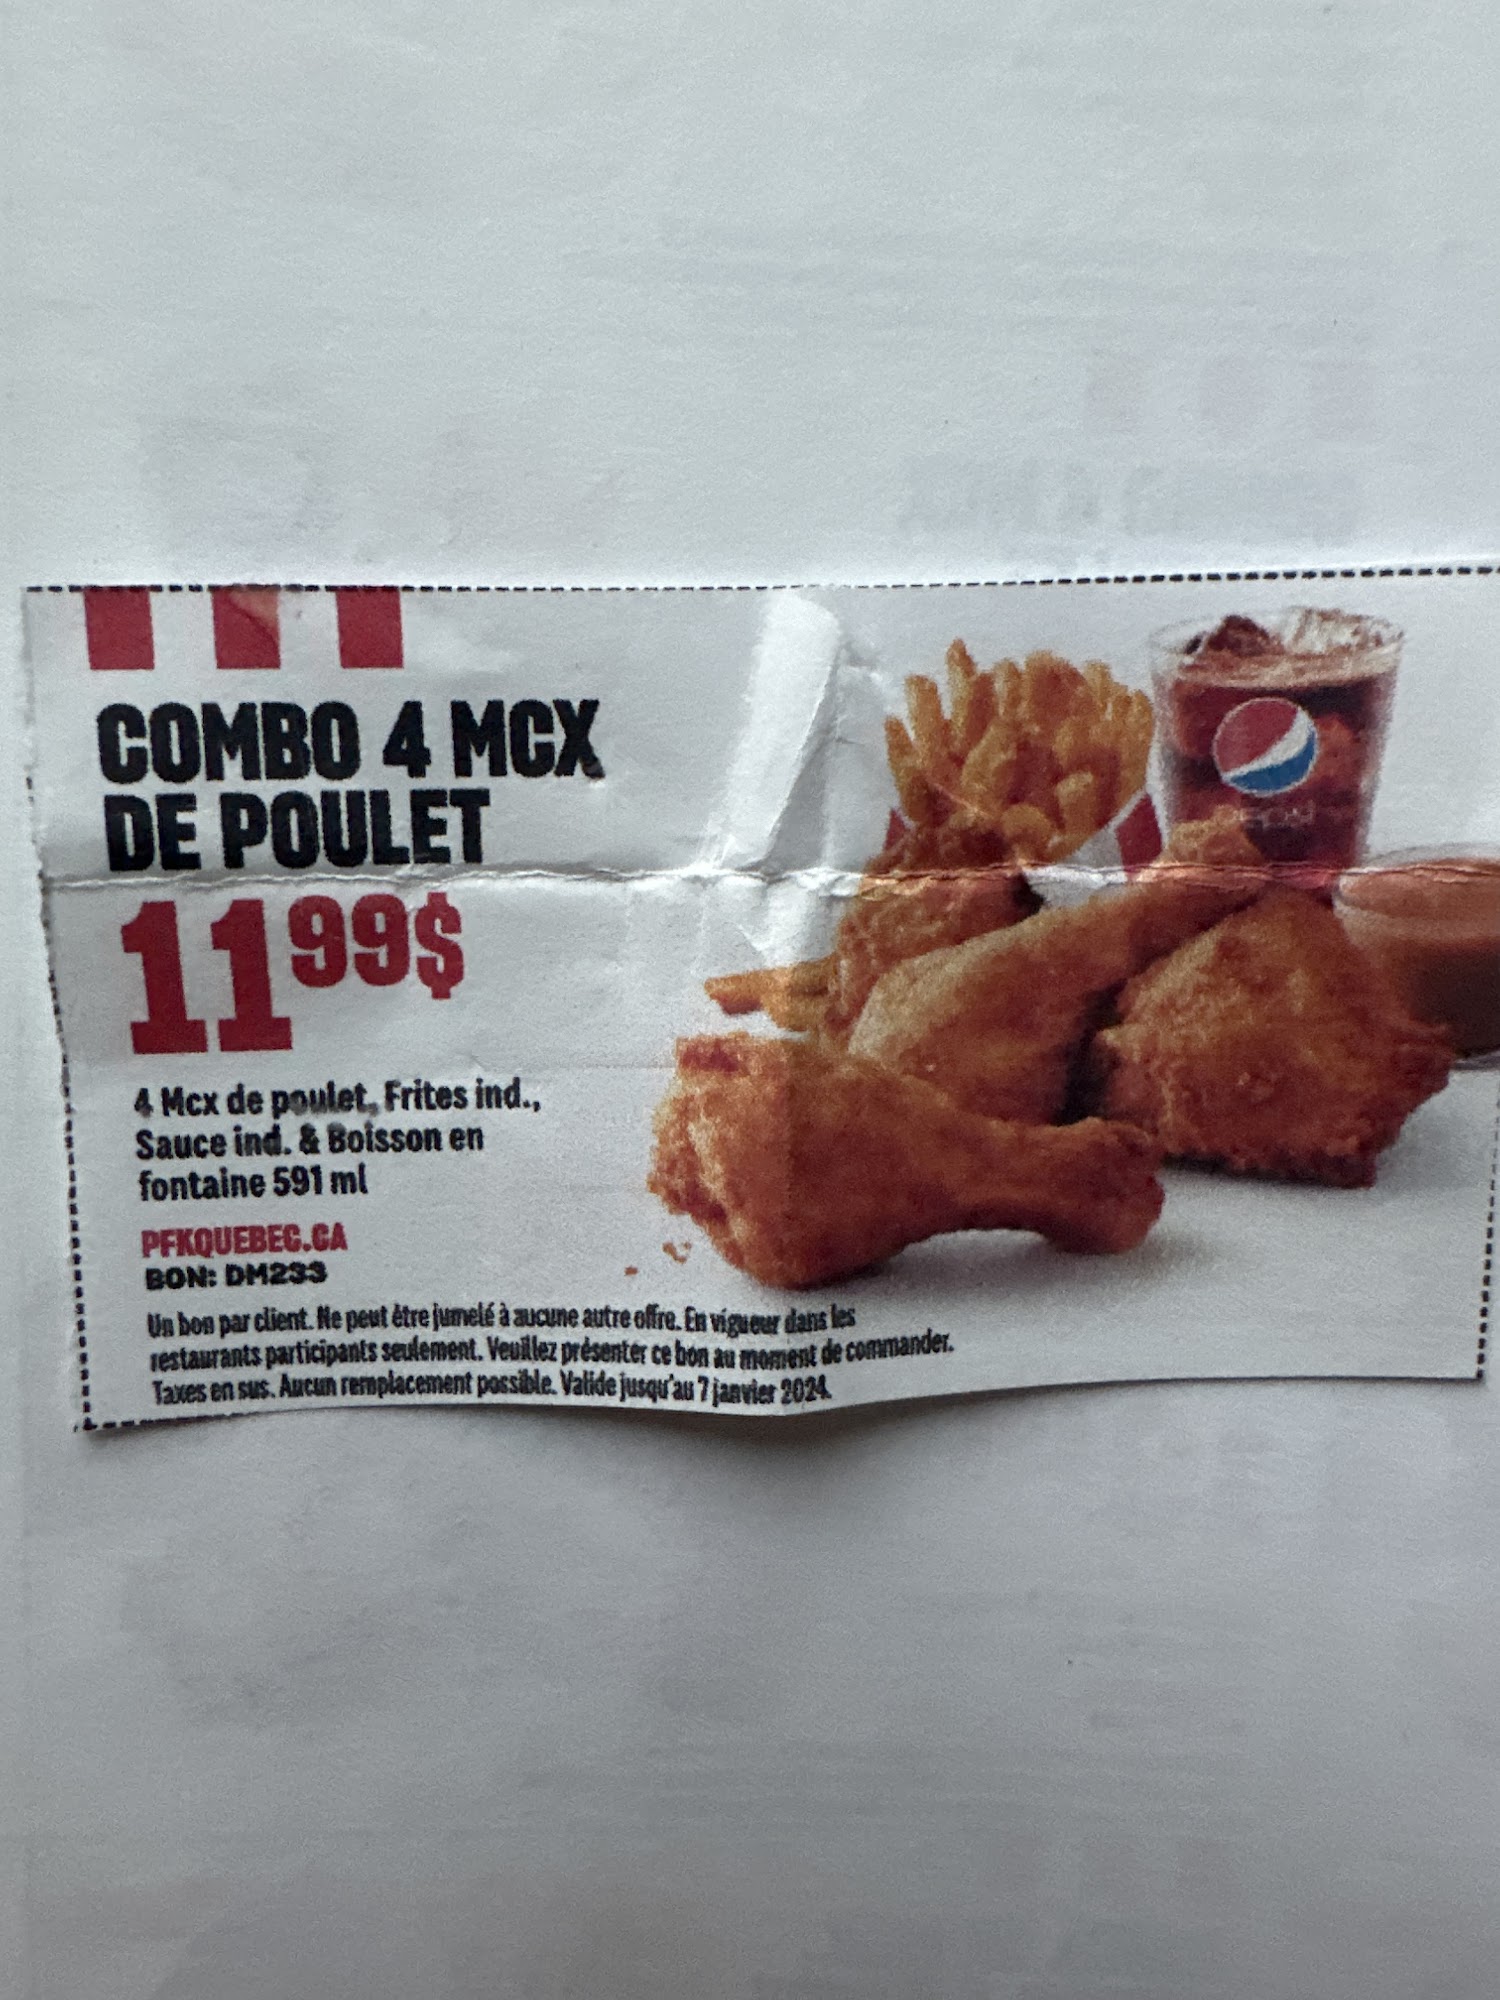 COMBO 4 MCX
DE POULET
11 99$
4 Mcx de poulet, Frites ind.,
Sauce ind. & Boisson en
fontaine 591 ml
PFKQUEBEC.CA
BON: DM233
Un bon par client. Ne peut être jumelé à aucune autre offre. En vigueur dans les
restaurants participants seulement. Veuillez présenter ce bon au moment de commander.
Taxes en sus. Aucun remplacement possible. Valide jusqu'au 7 janvier 2024.
pepsi